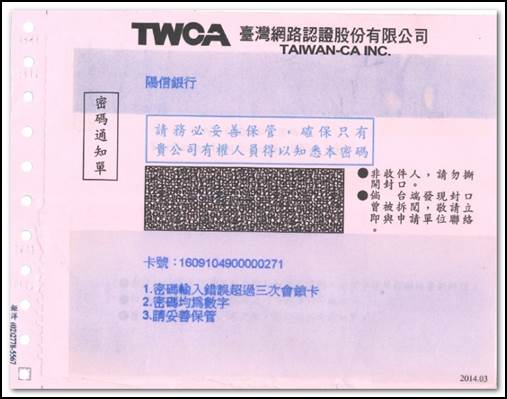 TWCA 臺灣網路認證股份有限公司
TAIWAN-CA INC.
陽信銀行
密碼通知單
請務必妥善保管，確保只有
貴公司有權人員得以知悉本密碼
●非收件人，請勿撕
開封口。
●倘 台端發現封口
曾被拆閱，敬請立
即與申請單位聯絡
。
卡號：1609104900000271
1.密碼輸入錯誤超過三次會鎖卡
2.密碼均為數字
3.請妥善保管
(02)2778-5567
2014.03